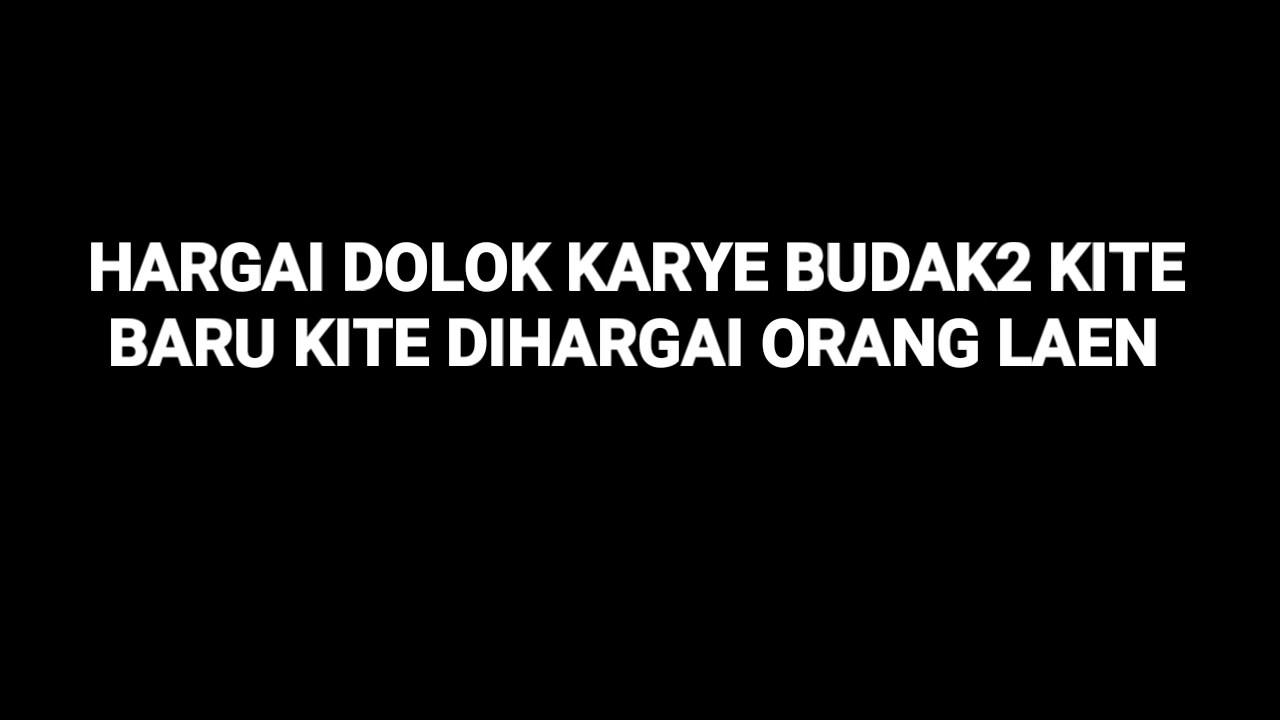 HARGAI DOLOK KARYE BUDAK2 KITE
BARU KITE DIHARGAI ORANG LAEN